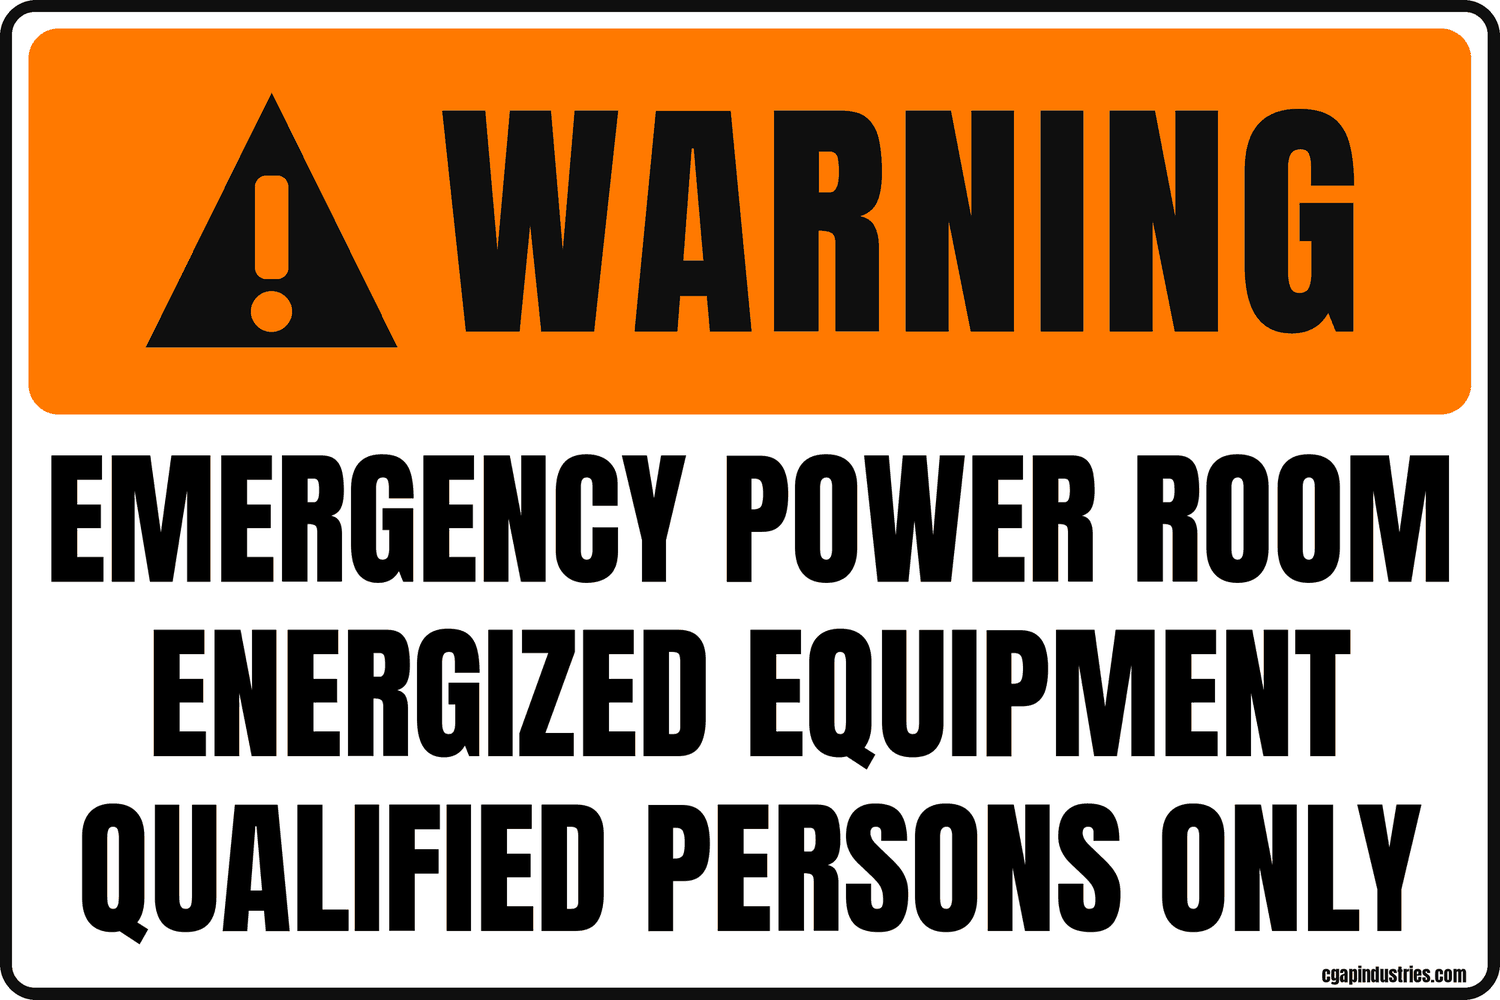 WARNING
EMERGENCY POWER ROOM
ENERGIZED EQUIPMENT
QUALIFIED PERSONS ONLY
cgapindustries.com